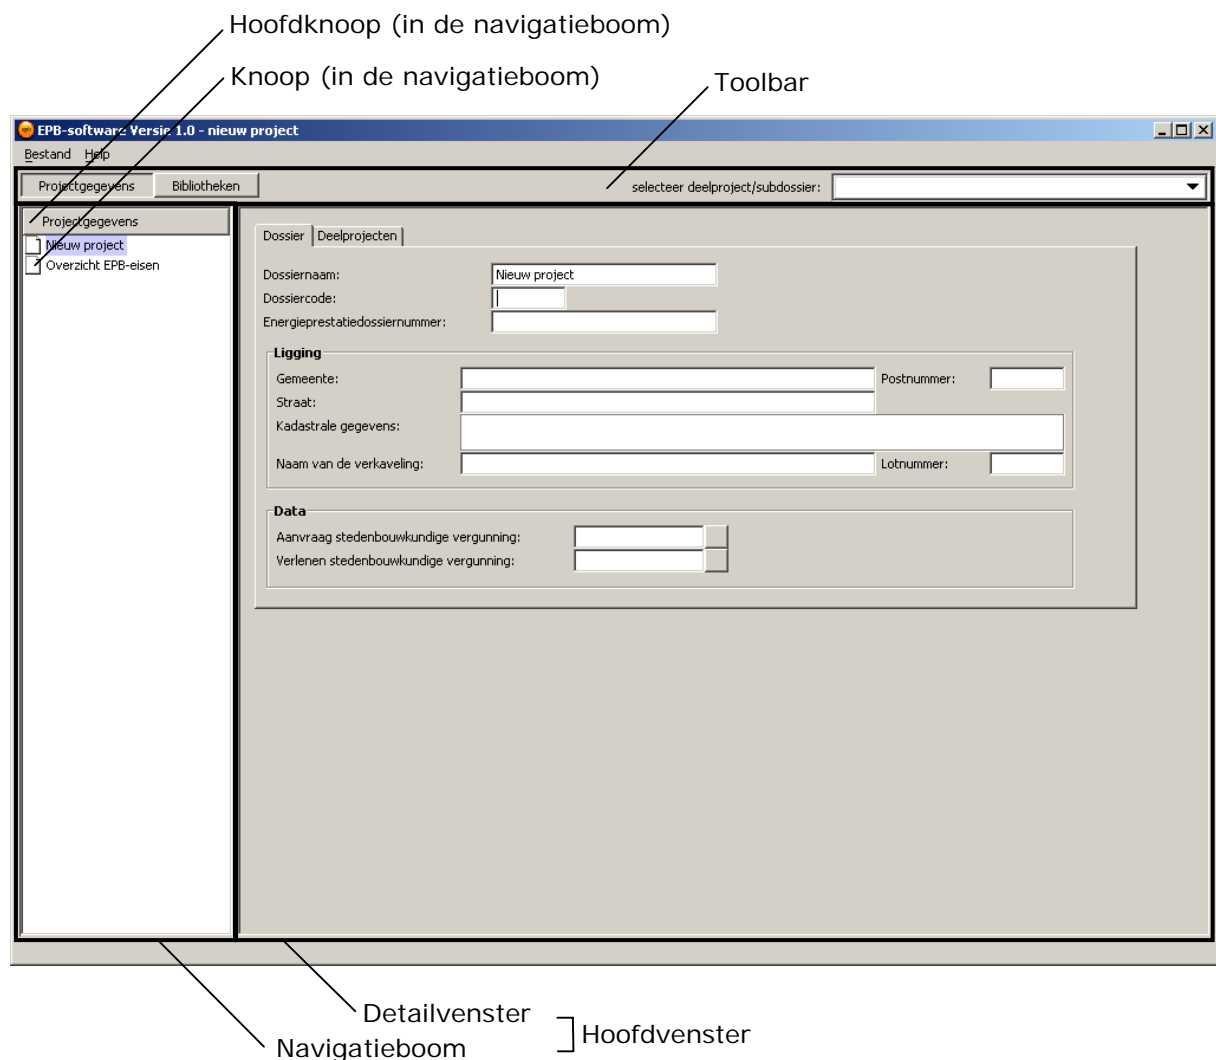 Hoofdknoop (in de navigatieboom)
Knoop (in de navigatieboom)
Toolbar
EPB-software Versie 1.0 - nieuw project
Bestand Help
Projectgegevens Bibliotheken selecteer deelproject/subdossier:
Projectgegevens
Nieuw project
Overzicht EPB-eisen
Dossier Deelprojecten
Dossiernaam: Nieuw project
Dossiercode:
Energieprestatiedossiernummer:
Ligging
Gemeente: Postnummer:
Straat:
Kadastrale gegevens:
Naam van de verkaveling: Lotnummer:
Data
Aanvraag stedenbouwkundige vergunning:
Verlenen stedenbouwkundige vergunning:
Detailvenster
Navigatieboom
Hoofdvenster